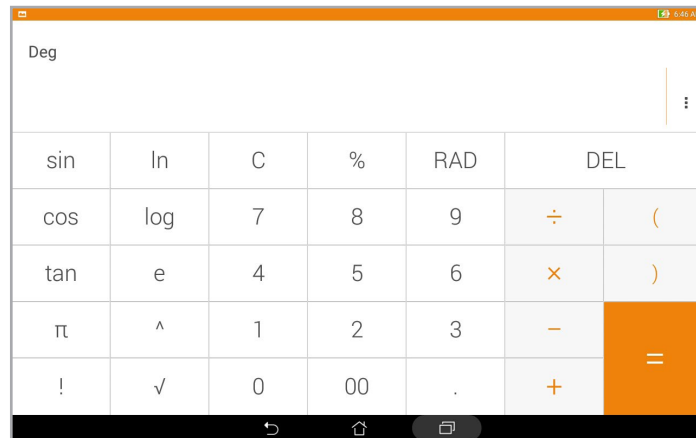 6:46 A
Deg
sin ln C % RAD DEL
cos log 7 8 9 ÷ (
tan e 4 5 6 × )
π ^ 1 2 3 − =
! √ 0 00 . +